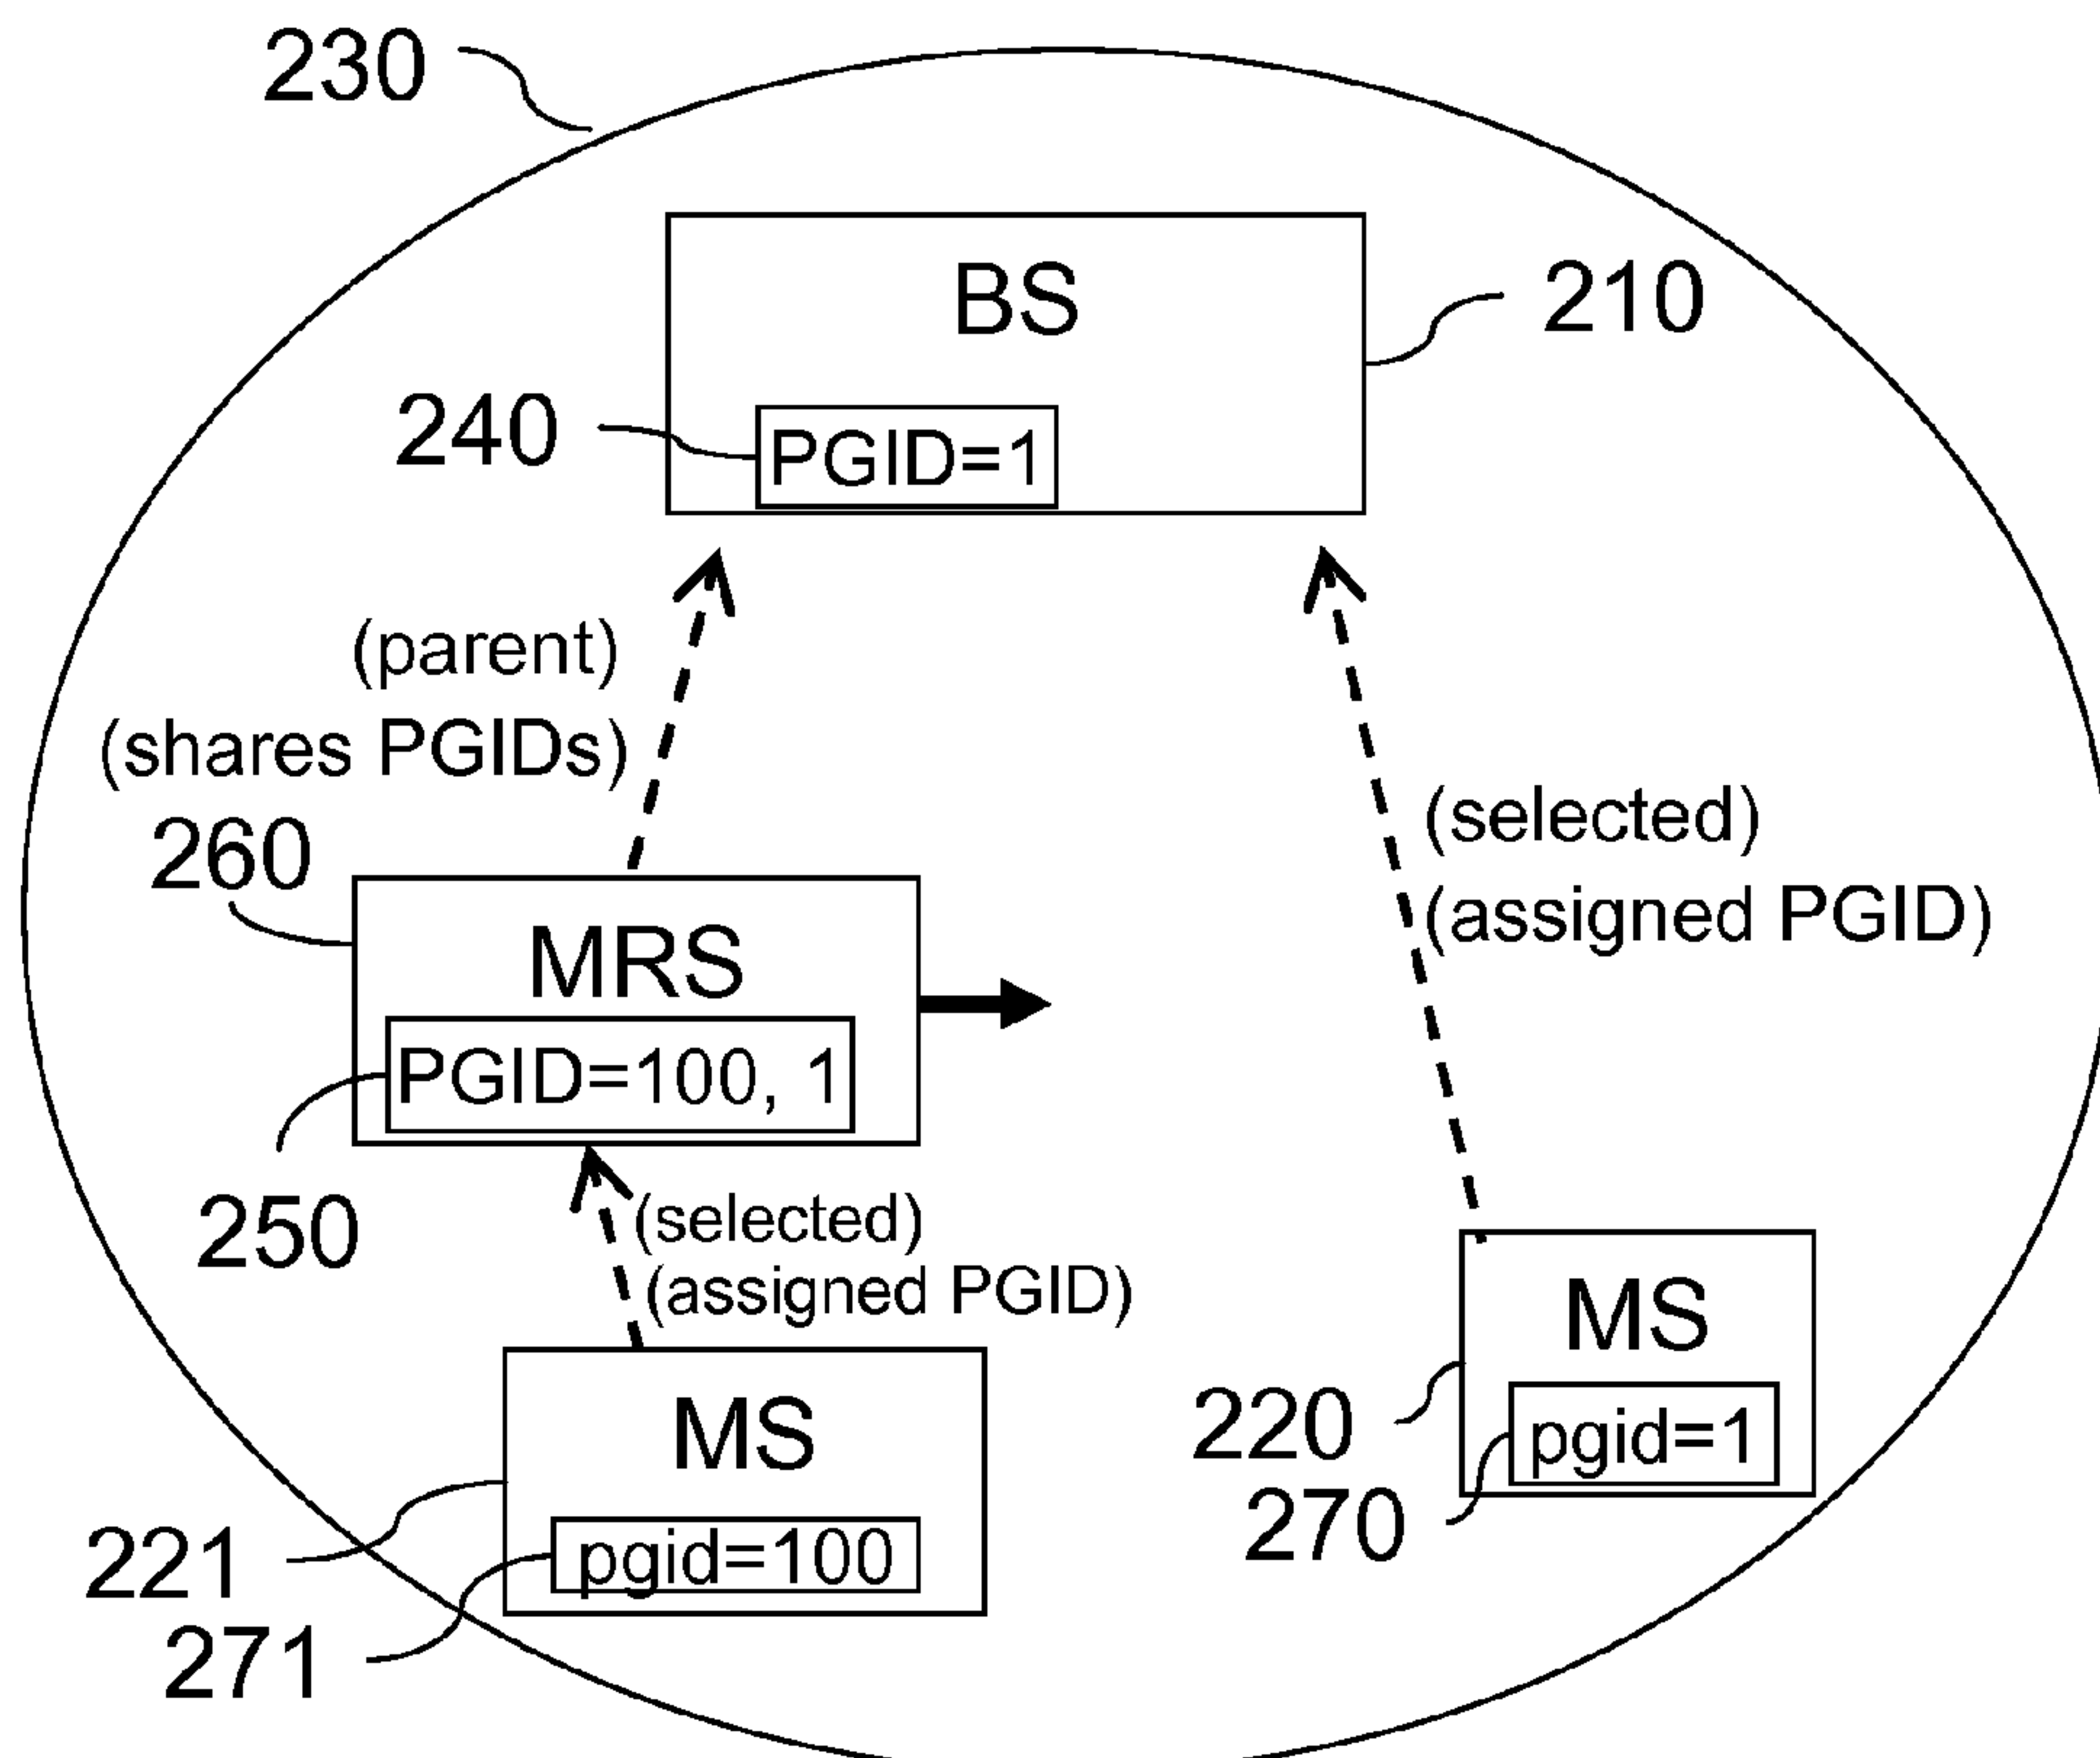 230
BS
210
240
PGID=1
(parent)
(shares PGIDs)
260
(selected)
(assigned PGID)
MRS
PGID=100, 1
250
(selected)
(assigned PGID)
MS
220
pgid=1
270
MS
221
pgid=100
271